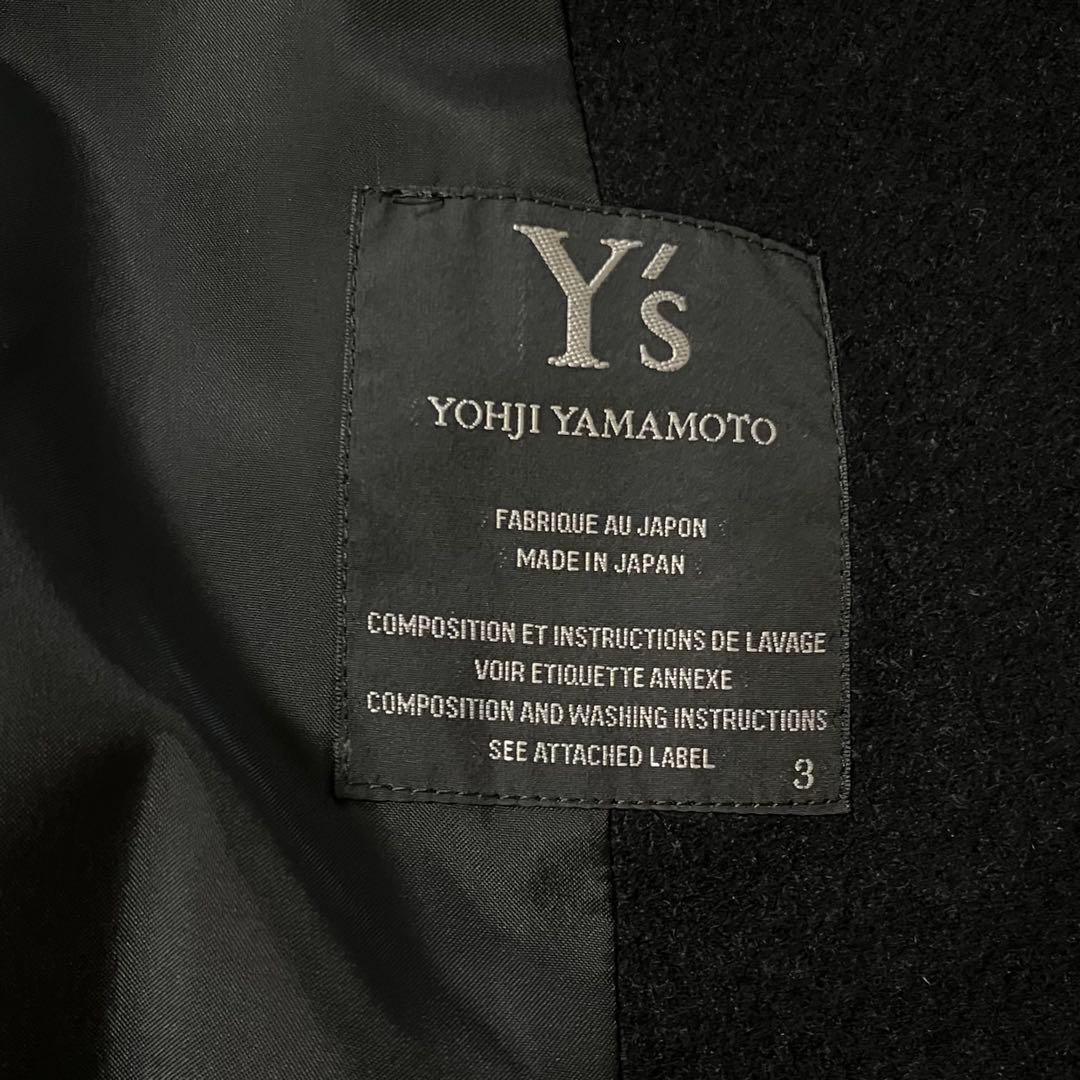 Y's
YOHJI YAMAMOTO
FABRIQUE AU JAPON
MADE IN JAPAN
COMPOSITION ET INSTRUCTIONS DE LAVAGE
VOIR ETIQUETTE ANNEXE
COMPOSITION AND WASHING INSTRUCTIONS
SEE ATTACHED LABEL
3